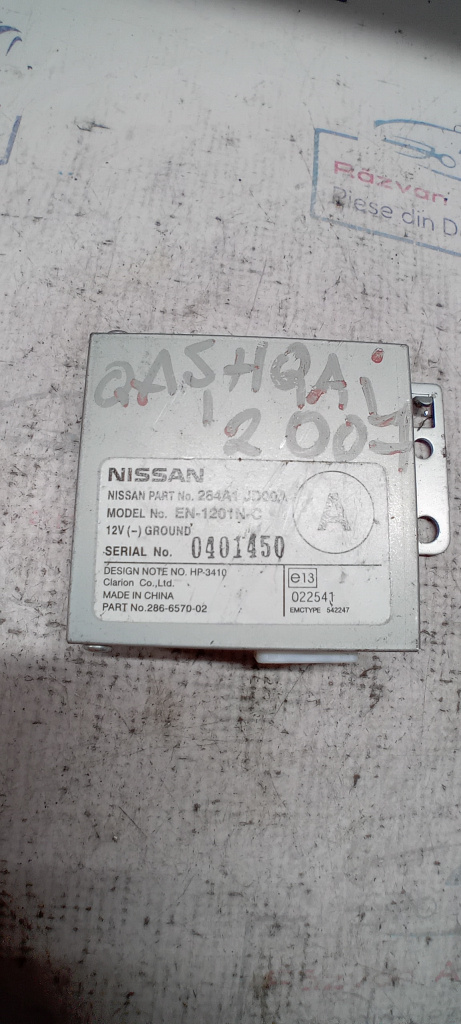 Răzvan
Piese din D
QASHQAI
2007
NISSAN
NISSAN PART No. 284A1 JD00A
MODEL No. EN-1201N-C
12V (–) GROUND
A
SERIAL No. 0401450
DESIGN NOTE NO. HP-3410
Clarion Co.,Ltd.
MADE IN CHINA
PART No.286-6570-02
e13
022541
EMCTYPE 542247